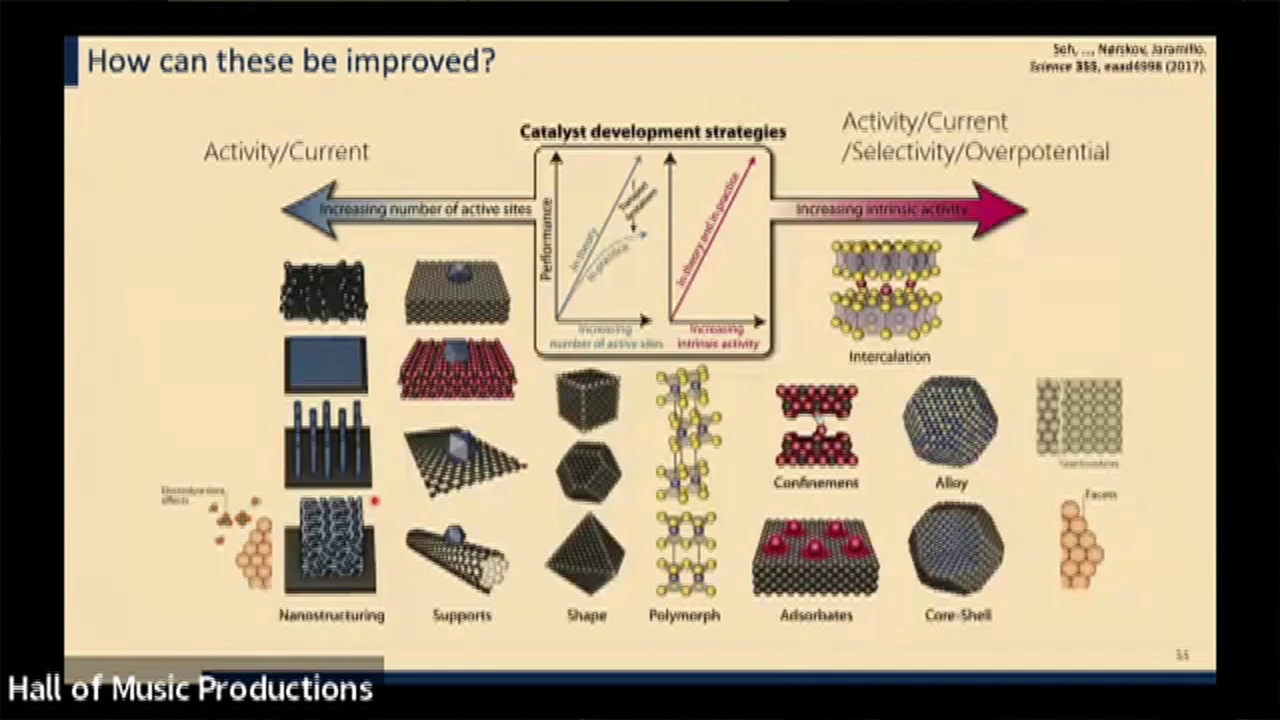 How can these be improved?
Seh, ..., Nørskov, Jaramillo.
Science 355, eaad4998 (2017).
Activity/Current
Catalyst development strategies
Activity/Current
/Selectivity/Overpotential
Increasing number of active sites
Performance
In theory
In practice
Transport
limitations
In theory and in practice
Increasing intrinsic activity
Increasing
number of active sites
Increasing
intrinsic activity
Intercalation
Confinement
Alloy
effects
Facets
Nanostructuring
Supports
Shape
Polymorph
Adsorbates
Core-Shell
Hall of Music Productions